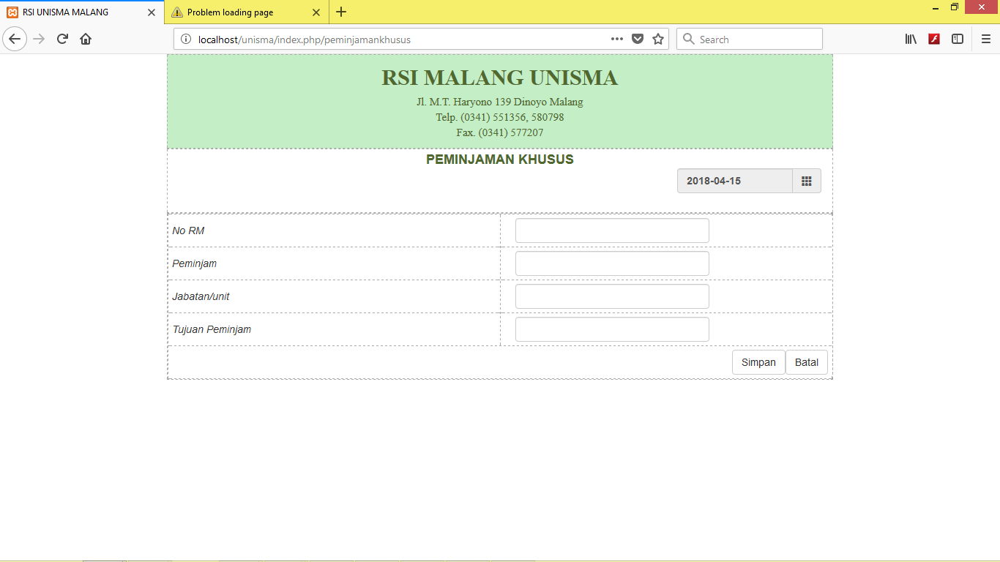 RSI UNISMA MALANG
Problem loading page
localhost/unisma/index.php/peminjamankhusus
Search
RSI MALANG UNISMA
Jl. M.T. Haryono 139 Dinoyo Malang
Telp. (0341) 551356, 580798
Fax. (0341) 577207
PEMINJAMAN KHUSUS
2018-04-15
No RM
Peminjam
Jabatan/unit
Tujuan Peminjam
Simpan Batal